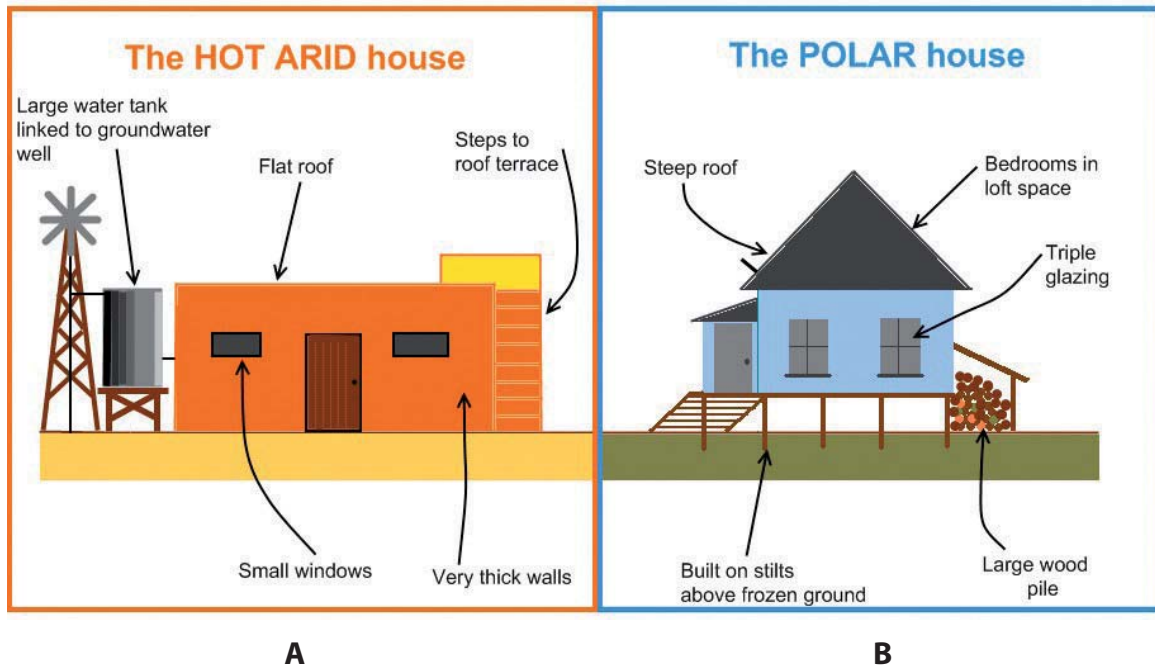 The HOT ARID house
Large water tank
linked to groundwater
well
Flat roof
Steps to
roof terrace
Small windows
Very thick walls
The POLAR house
Steep roof
Bedrooms in
loft space
Triple
glazing
Built on stilts
above frozen ground
Large wood
pile
A
B